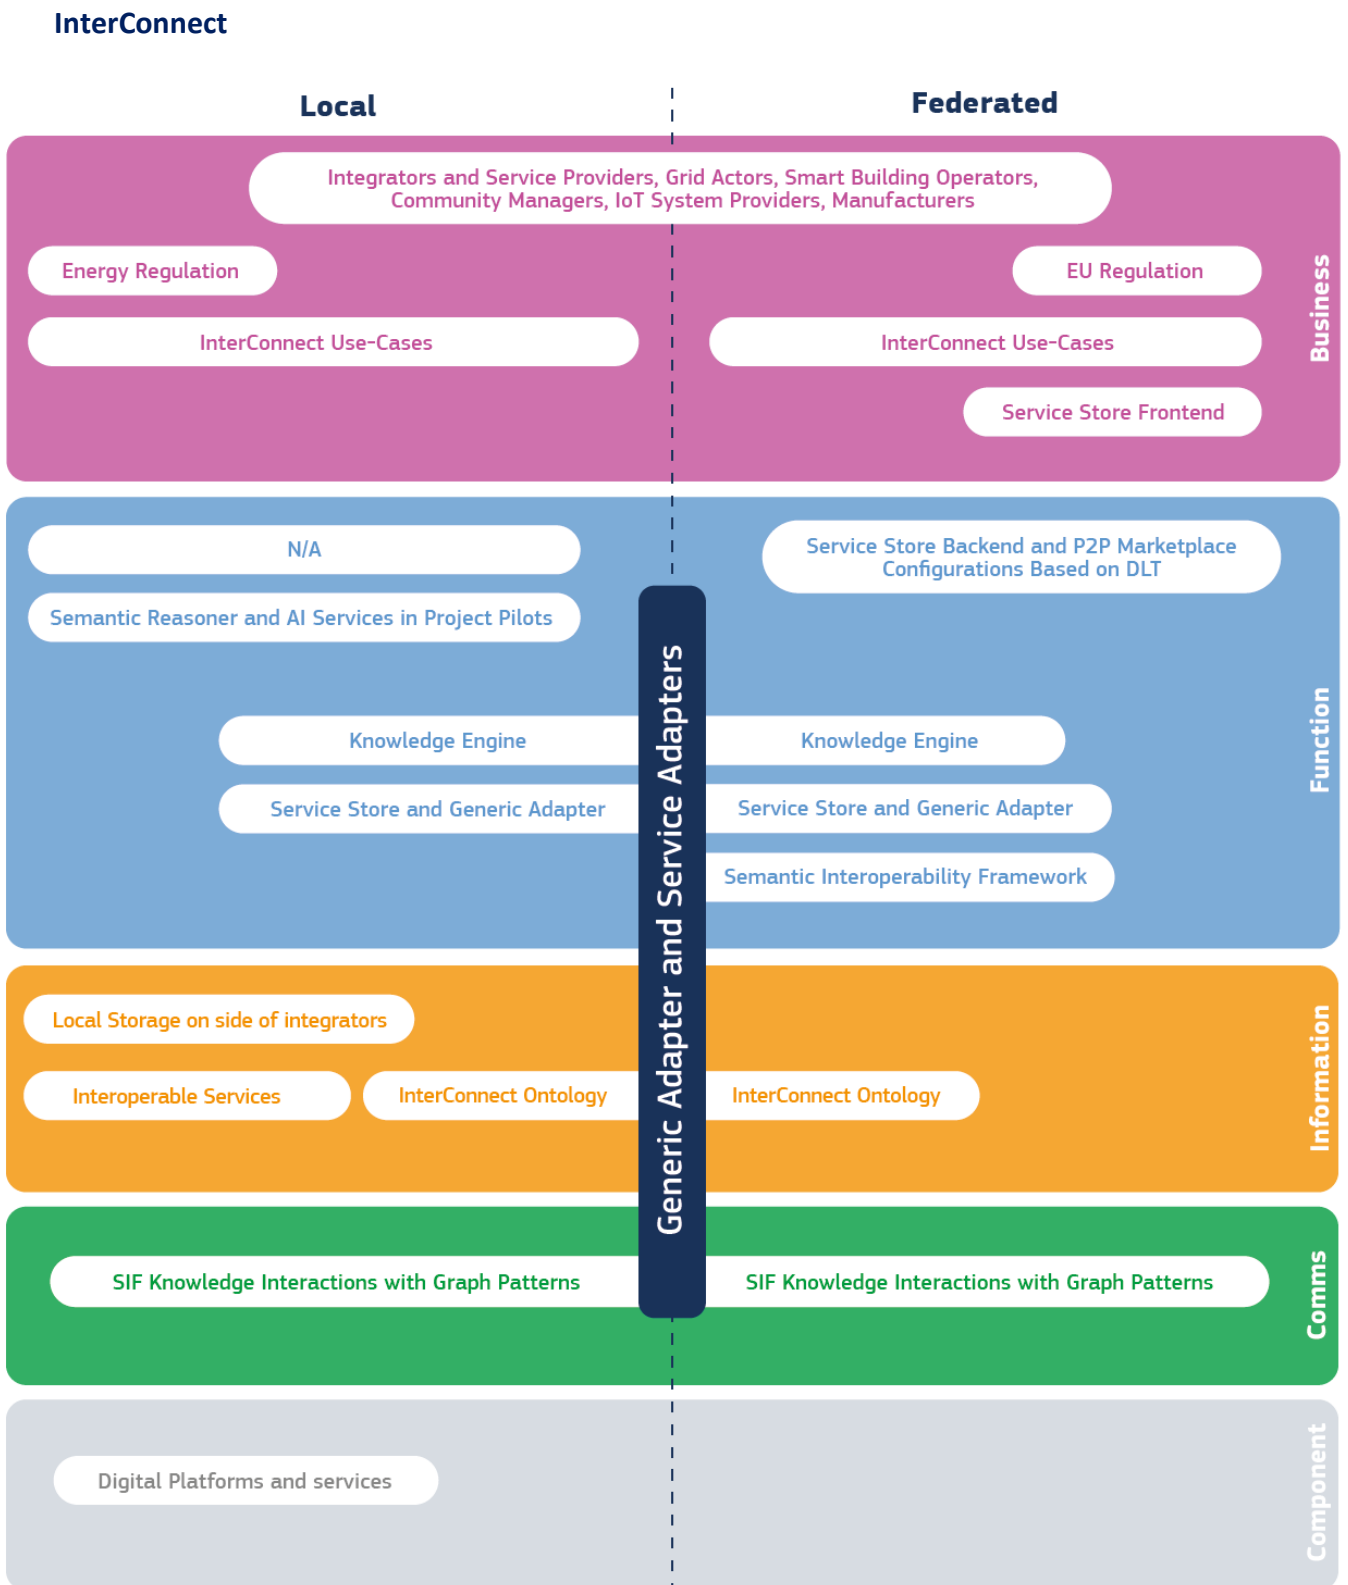 InterConnect
Local
Federated
Integrators and Service Providers, Grid Actors, Smart Building Operators,
Community Managers, IoT System Providers, Manufacturers
Energy Regulation
EU Regulation
InterConnect Use-Cases
InterConnect Use-Cases
Service Store Frontend
Business
N/A
Service Store Backend and P2P Marketplace
Configurations Based on DLT
Semantic Reasoner and AI Services in Project Pilots
Knowledge Engine
Knowledge Engine
Service Store and Generic Adapter
Service Store and Generic Adapter
Semantic Interoperability Framework
Function
Generic Adapter and Service Adapters
Local Storage on side of integrators
Interoperable Services
InterConnect Ontology
InterConnect Ontology
Information
SIF Knowledge Interactions with Graph Patterns
SIF Knowledge Interactions with Graph Patterns
Comms
Digital Platforms and services
Component